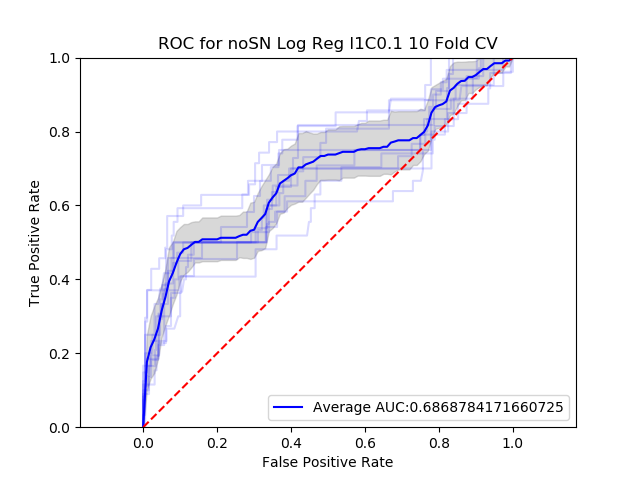 ROC for noSN Log Reg l1C0.1 10 Fold CV
1.0
0.8
0.6
0.4
0.2
0.0
True Positive Rate
Average AUC:0.6868784171660725
0.0 0.2 0.4 0.6 0.8 1.0
False Positive Rate